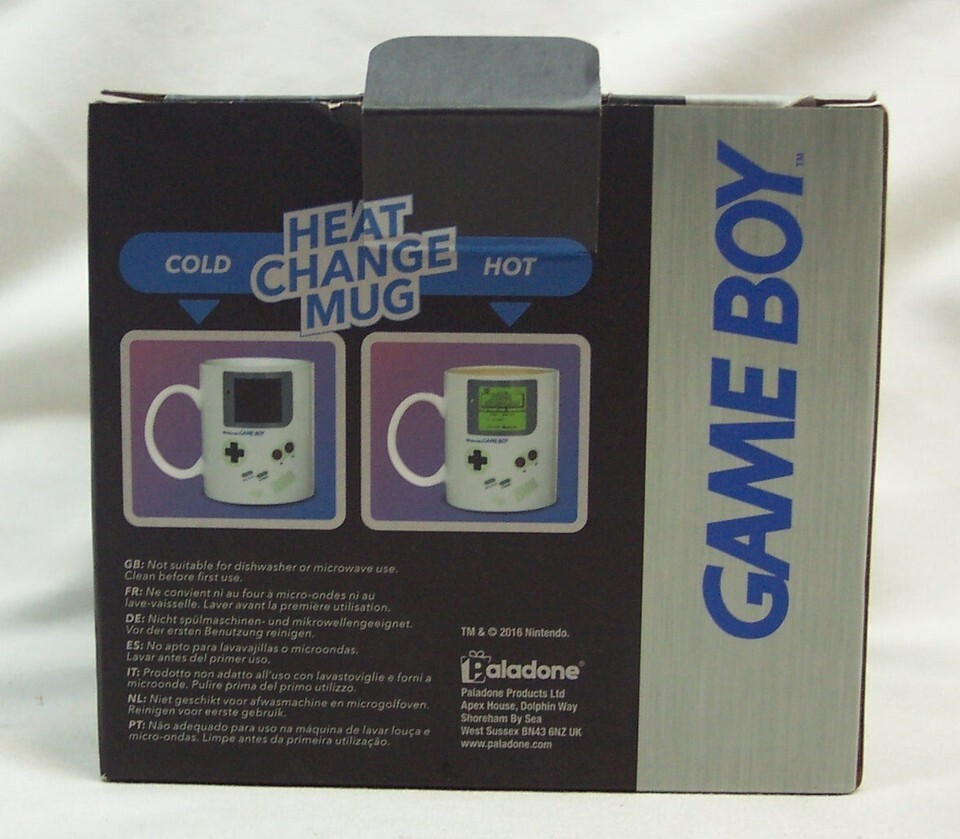 HEAT
CHANGE
MUG
COLD
HOT
GAME BOY™
Nintendo GAME BOY
Nintendo GAME BOY
GB: Not suitable for dishwasher or microwave use.
Clean before first use.
FR: Ne convient ni au four à micro-ondes ni au
lave-vaisselle. Laver avant la première utilisation.
DE: Nicht spülmaschinen- und mikrowellengeeignet.
Vor der ersten Benutzung reinigen.
ES: No apto para lavavajillas o microondas.
Lavar antes del primer uso.
IT: Prodotto non adatto all'uso con lavastoviglie e forni a
microonde. Pulire prima del primo utilizzo.
NL: Niet geschikt voor afwasmachine en microgolfoven.
Reinigen voor eerste gebruik.
PT: Não adequado para uso na máquina de lavar louça e
micro-ondas. Limpe antes da primeira utilização.
TM & © 2016 Nintendo.
Paladone®
Paladone Products Ltd
Apex House, Dolphin Way
Shoreham By Sea
West Sussex BN43 6NZ UK
www.paladone.com